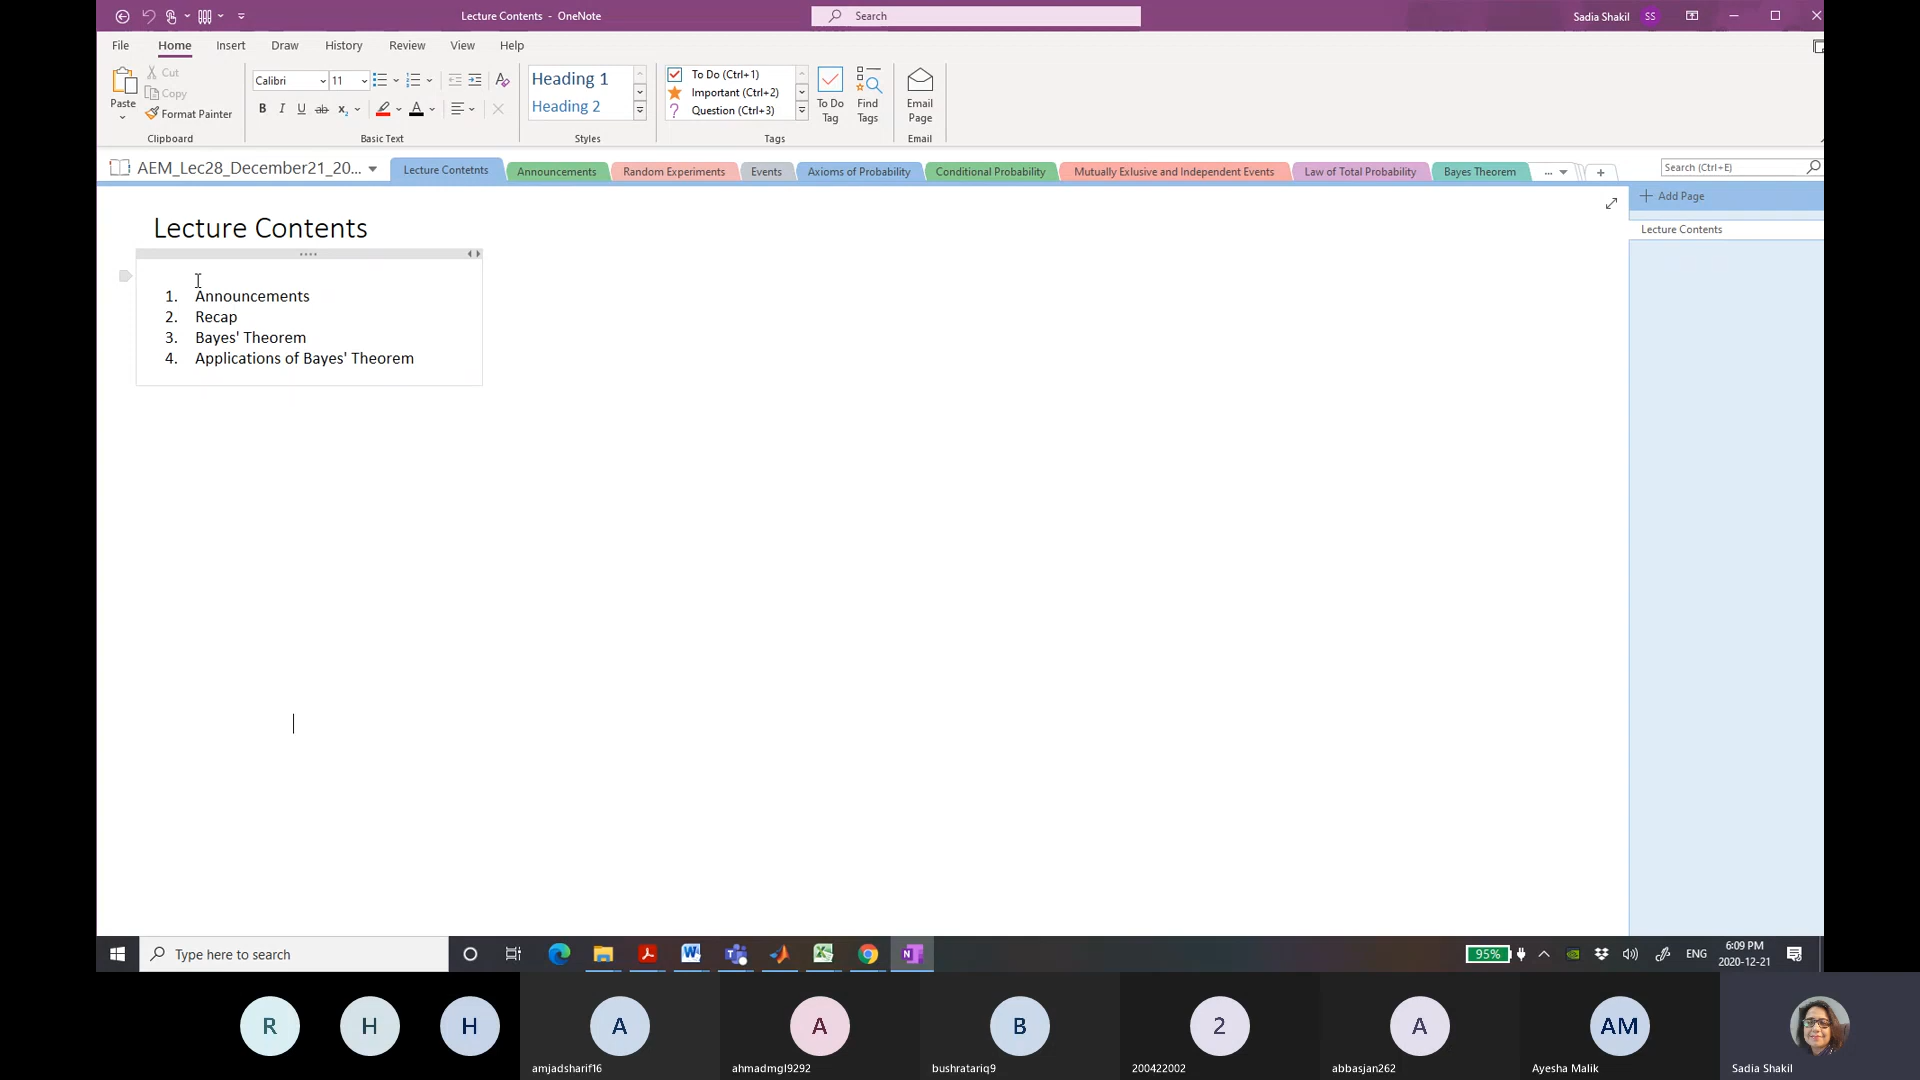 Lecture Contents - OneNote
Search
Sadia Shakil
SS
File Home Insert Draw History Review View Help
Paste
Cut
Copy
Format Painter
Clipboard
Calibri 11
B I U ab x₂ A
Basic Text
Heading 1
Heading 2
Styles
To Do (Ctrl+1)
Important (Ctrl+2)
Question (Ctrl+3)
Tags
To Do
Tag
Find
Tags
Email
Page
Email
AEM_Lec28_December21_20...
Lecture Contetnts
Announcements
Random Experiments
Events
Axioms of Probability
Conditional Probability
Mutually Exlusive and Independent Events
Law of Total Probability
Bayes Theorem
...
Search (Ctrl+E)
Add Page
Lecture Contents
Lecture Contents
1. Announcements
2. Recap
3. Bayes' Theorem
4. Applications of Bayes' Theorem
Type here to search
95%
ENG
6:09 PM
2020-12-21
R
H
H
A
amjadsharif16
A
ahmadmgl9292
B
bushratariq9
2
200422002
A
abbasjan262
AM
Ayesha Malik
Sadia Shakil